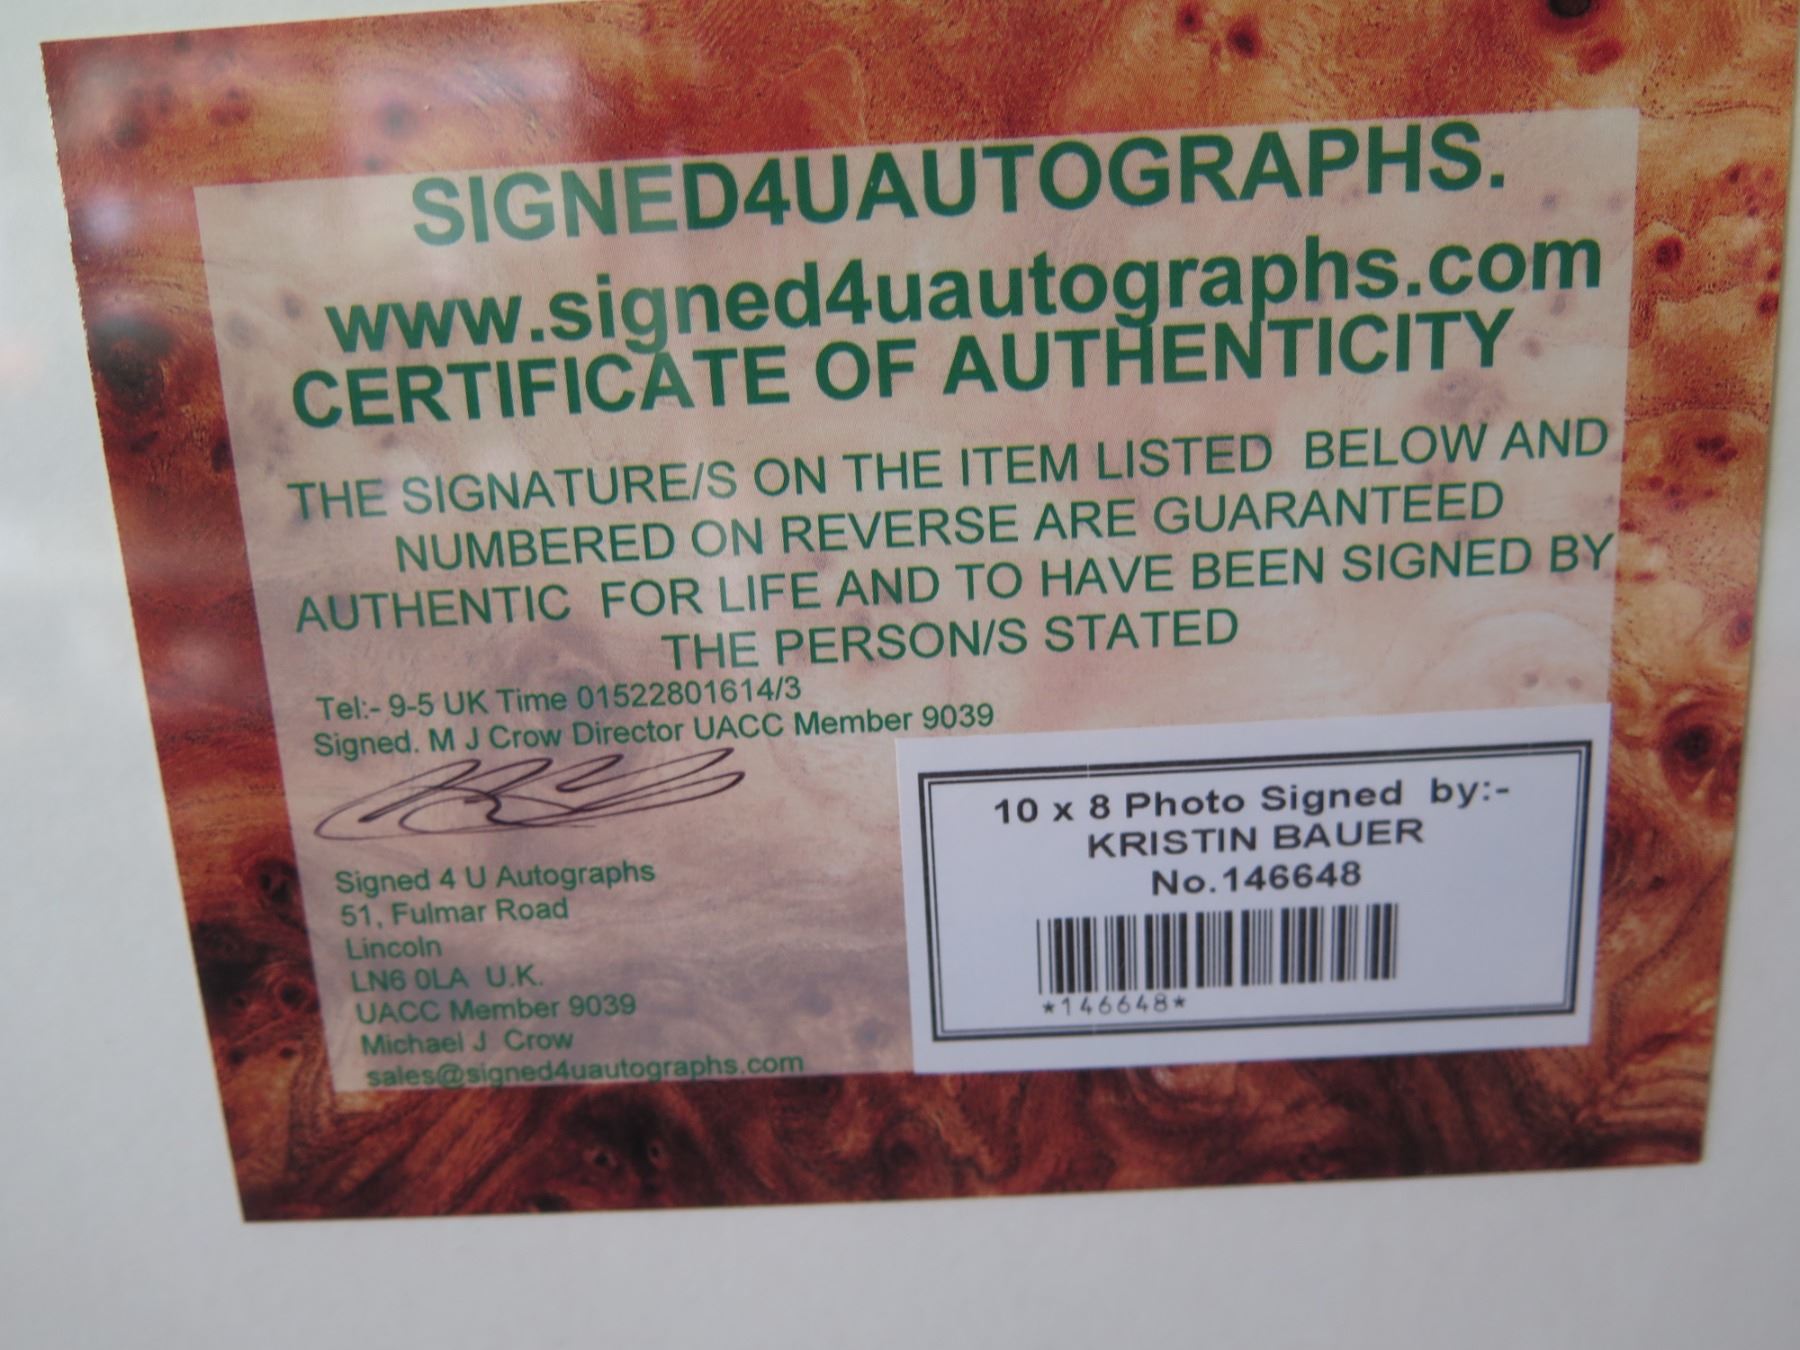 SIGNED4UAUTOGRAPHS.
www.signed4uautographs.com
CERTIFICATE OF AUTHENTICITY
THE SIGNATURE/S ON THE ITEM LISTED BELOW AND
NUMBERED ON REVERSE ARE GUARANTEED
AUTHENTIC FOR LIFE AND TO HAVE BEEN SIGNED BY
THE PERSON/S STATED
Tel:- 9-5 UK Time 01522801614/3
Signed. M J Crow Director UACC Member 9039
Signed 4 U Autographs
51, Fulmar Road
Lincoln
LN6 0LA U.K.
UACC Member 9039
Michael J Crow
sales@signed4uautographs.com
10 x 8 Photo Signed by:-
KRISTIN BAUER
No.146648
*146648*